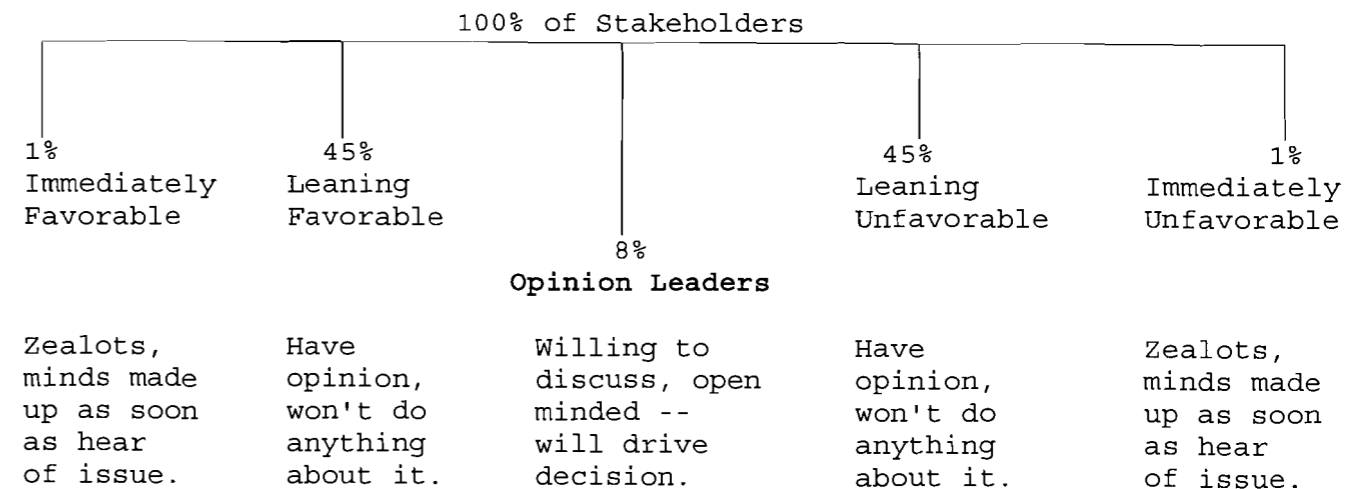 100% of Stakeholders
1%
Immediately
Favorable
45%
Leaning
Favorable
8%
Opinion Leaders
45%
Leaning
Unfavorable
1%
Immediately
Unfavorable
Zealots,
minds made
up as soon
as hear
of issue.
Have
opinion,
won't do
anything
about it.
Willing to
discuss, open
minded --
will drive
decision.
Have
opinion,
won't do
anything
about it.
Zealots,
minds made
up as soon
as hear
of issue.